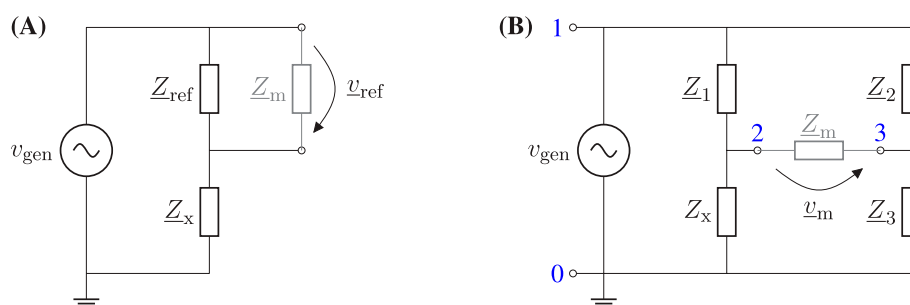 (A)
v_gen
Z_ref
Z_m
v_ref
Z_x
(B)
1
v_gen
Z_1
Z_2
2
Z_m
3
v_m
Z_x
Z_3
0